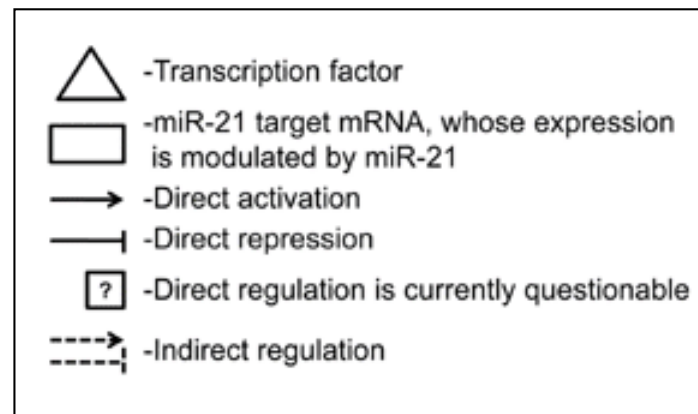 -Transcription factor
-miR-21 target mRNA, whose expression
is modulated by miR-21
-Direct activation
-Direct repression
? -Direct regulation is currently questionable
-Indirect regulation